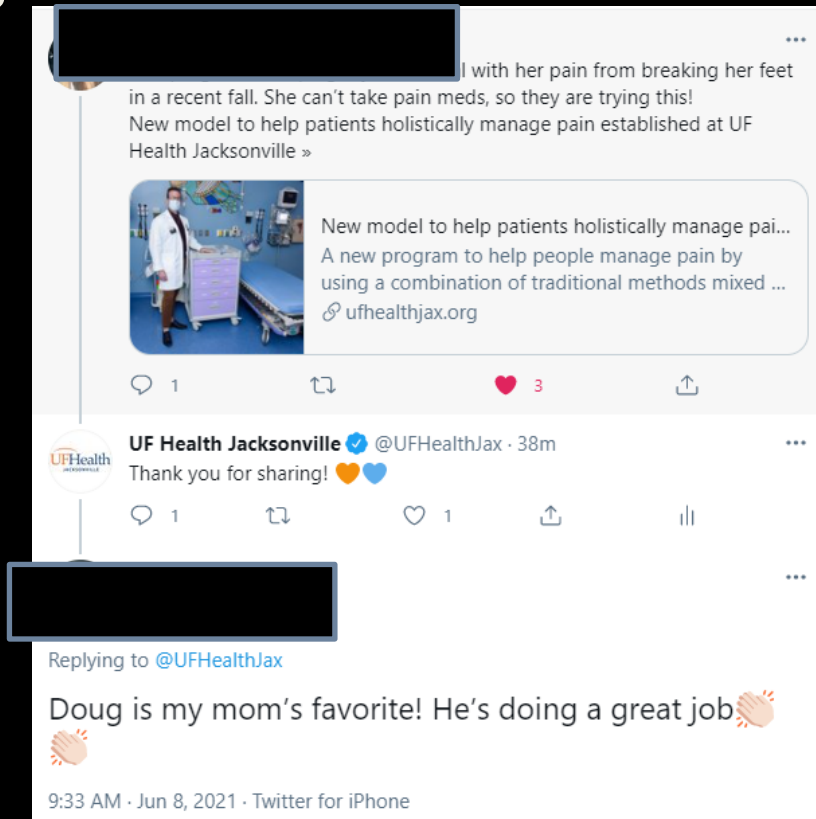 l with her pain from breaking her feet
in a recent fall. She can't take pain meds, so they are trying this!
New model to help patients holistically manage pain established at UF
Health Jacksonville »
New model to help patients holistically manage pai...
A new program to help people manage pain by
using a combination of traditional methods mixed ...
ufhealthjax.org
1 3
UFHealth
JACKSONVILLE
UF Health Jacksonville @UFHealthJax · 38m
Thank you for sharing! 🧡💙
1 1
Replying to @UFHealthJax
Doug is my mom's favorite! He's doing a great job👏🏻
👏🏻
9:33 AM · Jun 8, 2021 · Twitter for iPhone